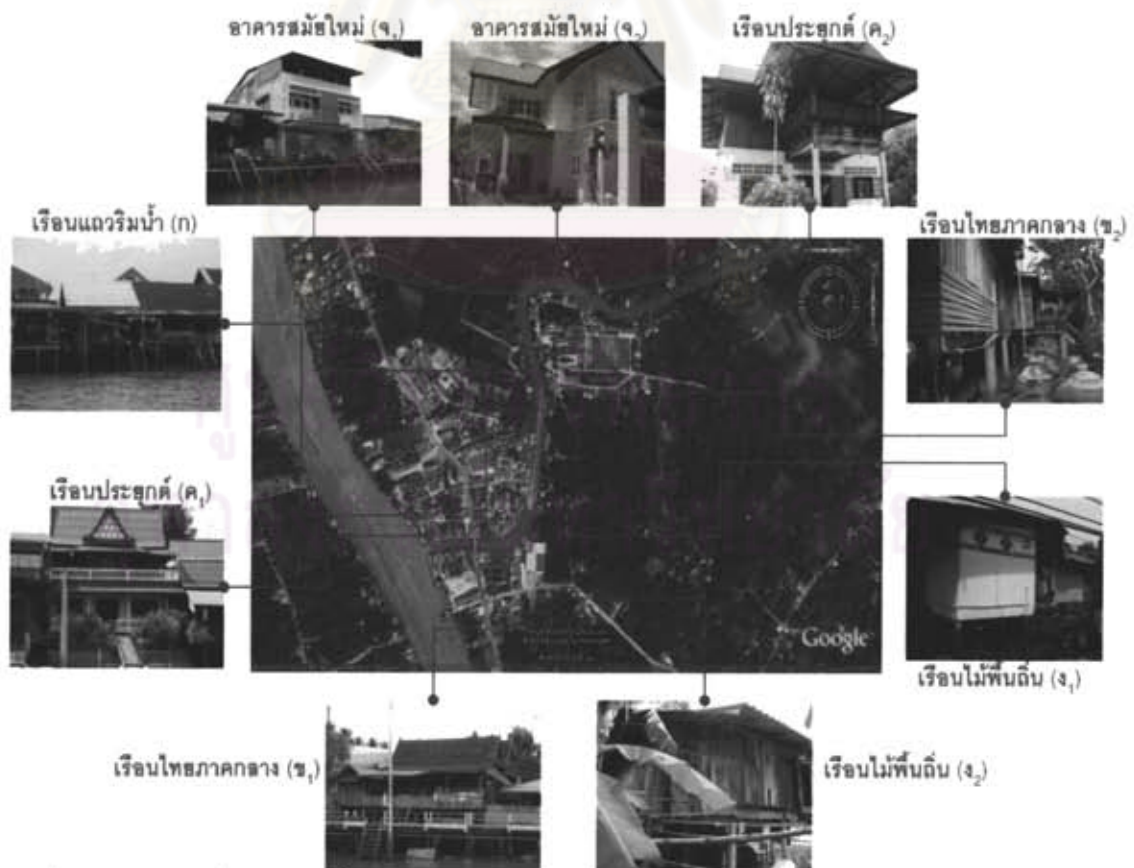 อาคารสมัยใหม่ (จ₁)
อาคารสมัยใหม่ (จ₂)
เรือนประยุกต์ (ค₂)
เรือนแถวริมน้ำ (ก)
เรือนไทยภาคกลาง (ข₂)
เรือนประยุกต์ (ค₁)
Google
เรือนไม้พื้นถิ่น (ง₁)
เรือนไทยภาคกลาง (ข₁)
เรือนไม้พื้นถิ่น (ง₂)